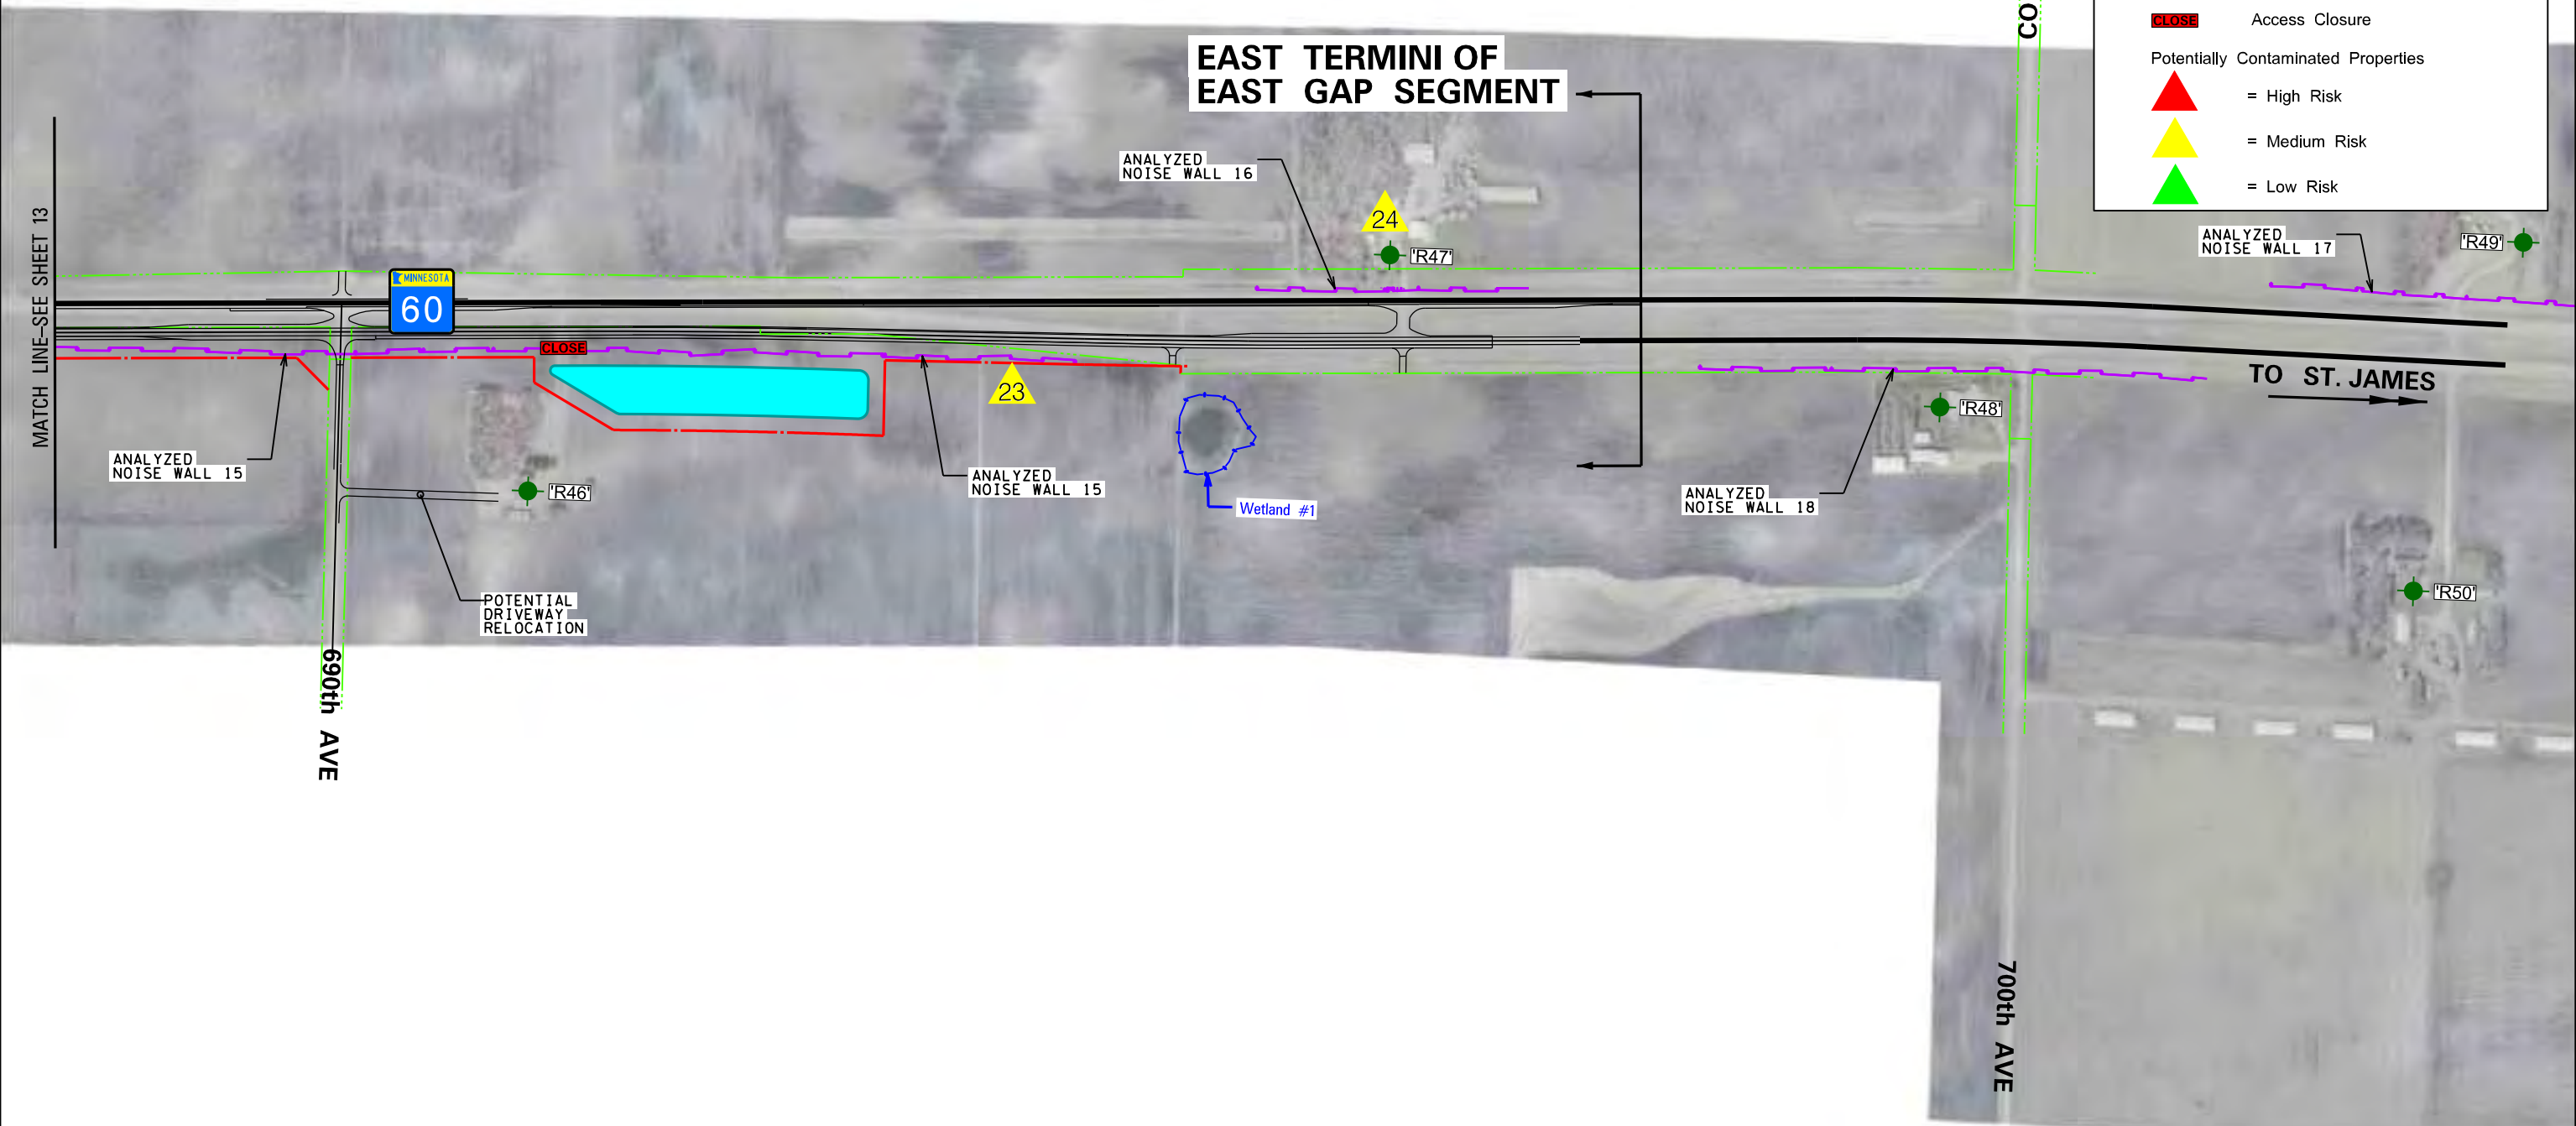 CO
CLOSE Access Closure
Potentially Contaminated Properties
= High Risk
= Medium Risk
= Low Risk
EAST TERMINI OF
EAST GAP SEGMENT
MATCH LINE-SEE SHEET 13
ANALYZED
NOISE WALL 16
24
'R47'
ANALYZED
NOISE WALL 17
'R49'
MINNESOTA
60
CLOSE
23
TO ST. JAMES
'R48'
ANALYZED
NOISE WALL 15
'R46'
ANALYZED
NOISE WALL 15
Wetland #1
ANALYZED
NOISE WALL 18
'R50'
POTENTIAL
DRIVEWAY
RELOCATION
690th AVE
700th AVE